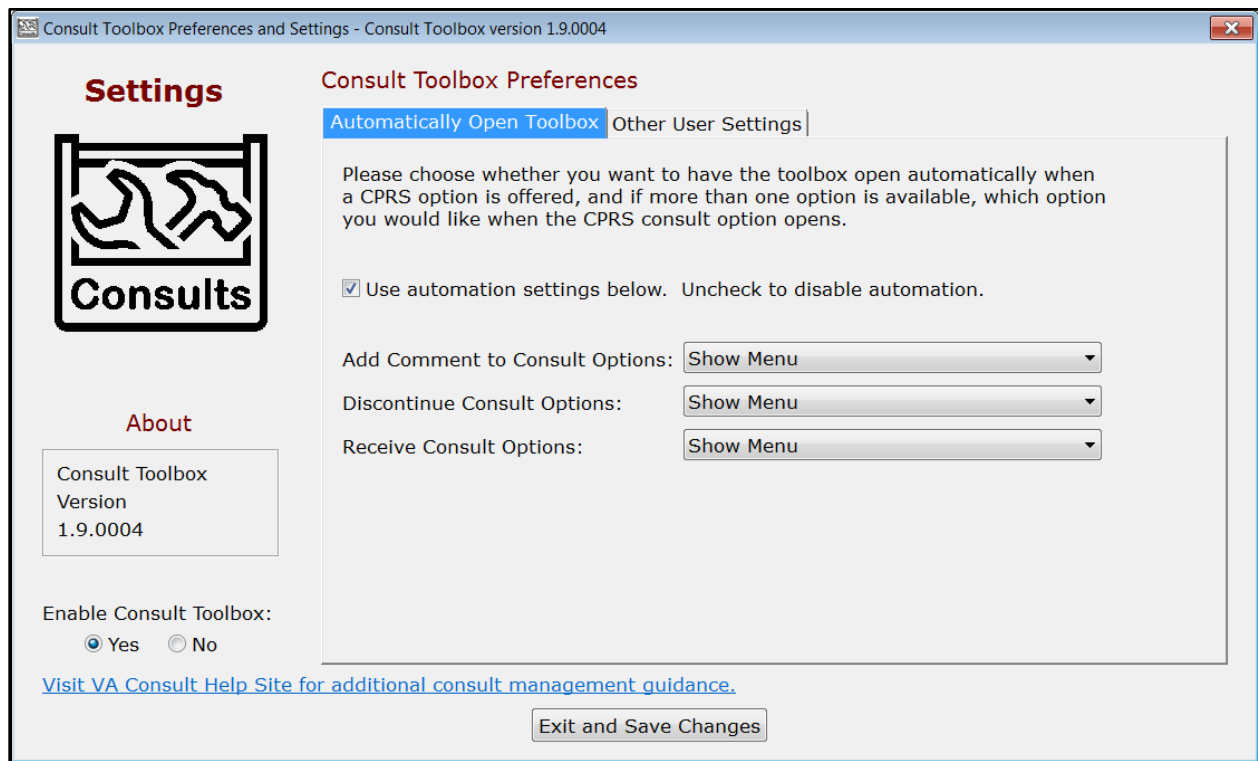 Consult Toolbox Preferences and Settings - Consult Toolbox version 1.9.0004
Settings
Consults
About
Consult Toolbox
Version
1.9.0004
Enable Consult Toolbox:
Yes No
Consult Toolbox Preferences
Automatically Open Toolbox Other User Settings
Please choose whether you want to have the toolbox open automatically when
a CPRS option is offered, and if more than one option is available, which option
you would like when the CPRS consult option opens.
Use automation settings below. Uncheck to disable automation.
Add Comment to Consult Options: Show Menu
Discontinue Consult Options: Show Menu
Receive Consult Options: Show Menu
Visit VA Consult Help Site for additional consult management guidance.
Exit and Save Changes